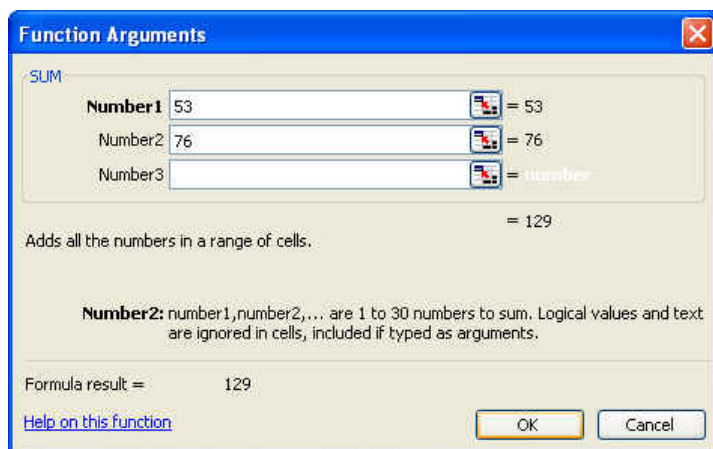 Function Arguments
SUM
Number1 53 = 53
Number2 76 = 76
Number3 = number
= 129
Adds all the numbers in a range of cells.
Number2: number1,number2,... are 1 to 30 numbers to sum. Logical values and text
are ignored in cells, included if typed as arguments.
Formula result = 129
Help on this function
OK Cancel